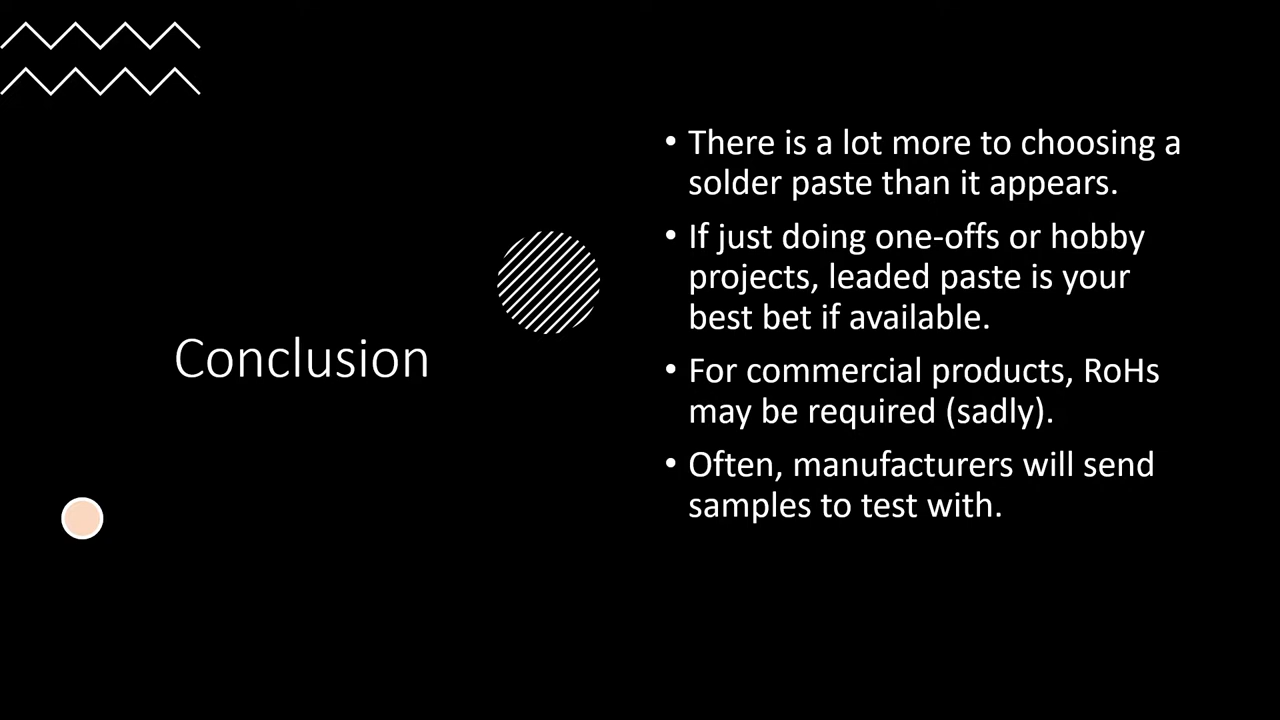 Conclusion
• There is a lot more to choosing a
solder paste than it appears.
• If just doing one-offs or hobby
projects, leaded paste is your
best bet if available.
• For commercial products, RoHs
may be required (sadly).
• Often, manufacturers will send
samples to test with.